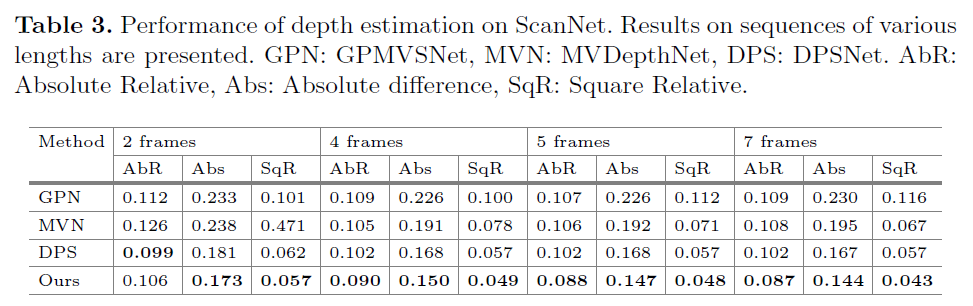 Table 3. Performance of depth estimation on ScanNet. Results on sequences of various
lengths are presented. GPN: GPMVSNet, MVN: MVDepthNet, DPS: DPSNet. AbR:
Absolute Relative, Abs: Absolute difference, SqR: Square Relative.
Method 2 frames 4 frames 5 frames 7 frames
AbR Abs SqR AbR Abs SqR AbR Abs SqR AbR Abs SqR
GPN 0.112 0.233 0.101 0.109 0.226 0.100 0.107 0.226 0.112 0.109 0.230 0.116
MVN 0.126 0.238 0.471 0.105 0.191 0.078 0.106 0.192 0.071 0.108 0.195 0.067
DPS 0.099 0.181 0.062 0.102 0.168 0.057 0.102 0.168 0.057 0.102 0.167 0.057
Ours 0.106 0.173 0.057 0.090 0.150 0.049 0.088 0.147 0.048 0.087 0.144 0.043